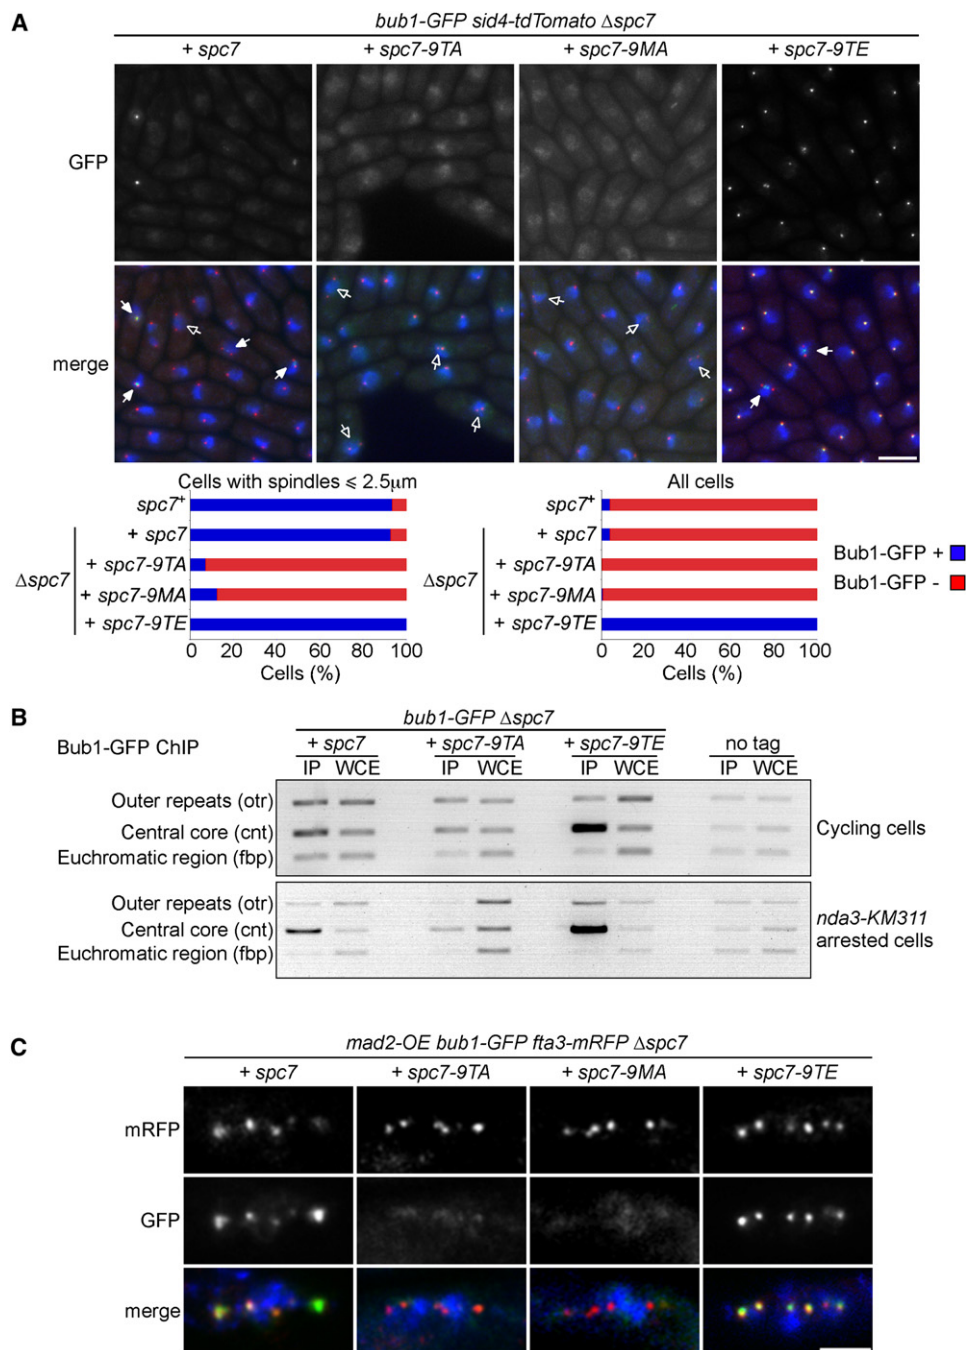 A
bub1-GFP sid4-tdTomato Δspc7
+ spc7 + spc7-9TA + spc7-9MA + spc7-9TE
GFP
merge
Cells with spindles ⩽ 2.5μm
spc7+
+ spc7
+ spc7-9TA
+ spc7-9MA
+ spc7-9TE
Δspc7
0 20 40 60 80 100
Cells (%)
All cells
spc7+
+ spc7
+ spc7-9TA
+ spc7-9MA
+ spc7-9TE
Δspc7
0 20 40 60 80 100
Cells (%)
Bub1-GFP +
Bub1-GFP -
B
bub1-GFP Δspc7
Bub1-GFP ChIP + spc7 + spc7-9TA + spc7-9TE no tag
IP WCE IP WCE IP WCE IP WCE
Outer repeats (otr)
Central core (cnt)
Euchromatic region (fbp)
Cycling cells
Outer repeats (otr)
Central core (cnt)
Euchromatic region (fbp)
nda3-KM311
arrested cells
C
mad2-OE bub1-GFP fta3-mRFP Δspc7
+ spc7 + spc7-9TA + spc7-9MA + spc7-9TE
mRFP
GFP
merge